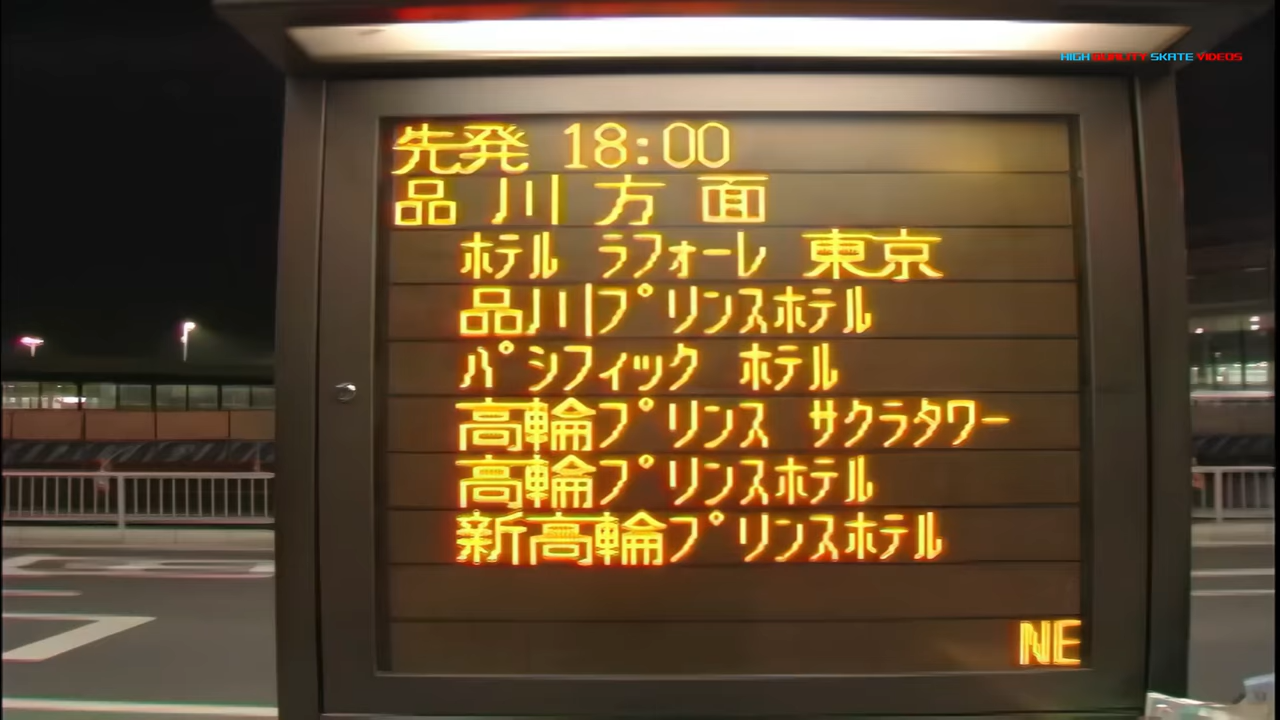 HIGH QUALITY SKATE VIDEOS
先発 18:00
品川方面
ホテル ラフォーレ 東京
品川プリンスホテル
パシフィック ホテル
高輪プリンス サクラタワー
高輪プリンスホテル
新高輪プリンスホテル
NE